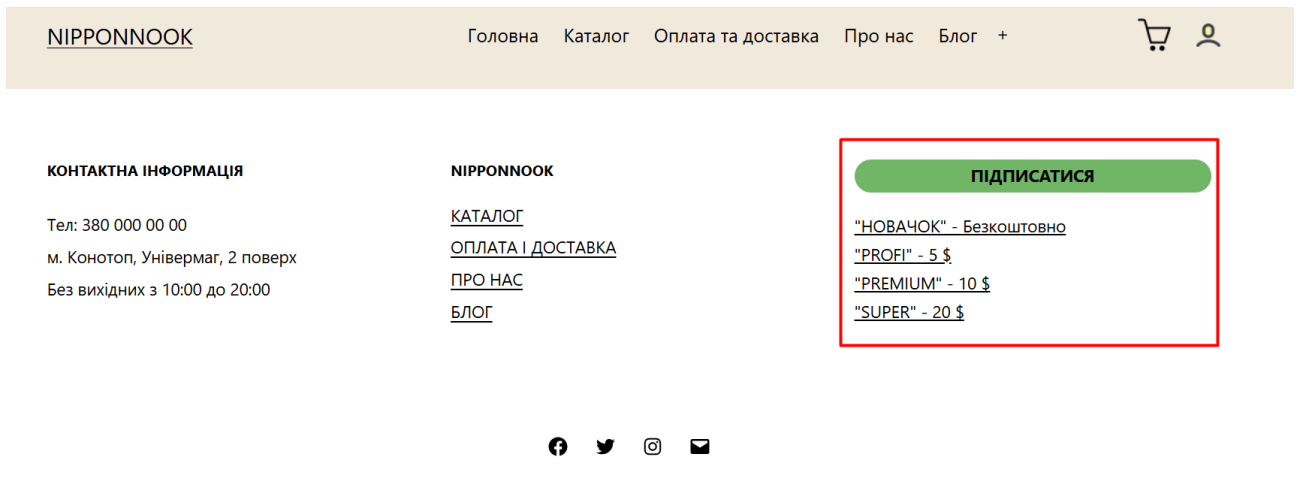 NIPPONNOOK
Головна Каталог Оплата та доставка Про нас Блог +
КОНТАКТНА ІНФОРМАЦІЯ
Тел: 380 000 00 00
м. Конотоп, Універмаг, 2 поверх
Без вихідних з 10:00 до 20:00
NIPPONNOOK
КАТАЛОГ
ОПЛАТА І ДОСТАВКА
ПРО НАС
БЛОГ
ПІДПИСАТИСЯ
"НОВАЧОК" - Безкоштовно
"PROFI" - 5 $
"PREMIUM" - 10 $
"SUPER" - 20 $